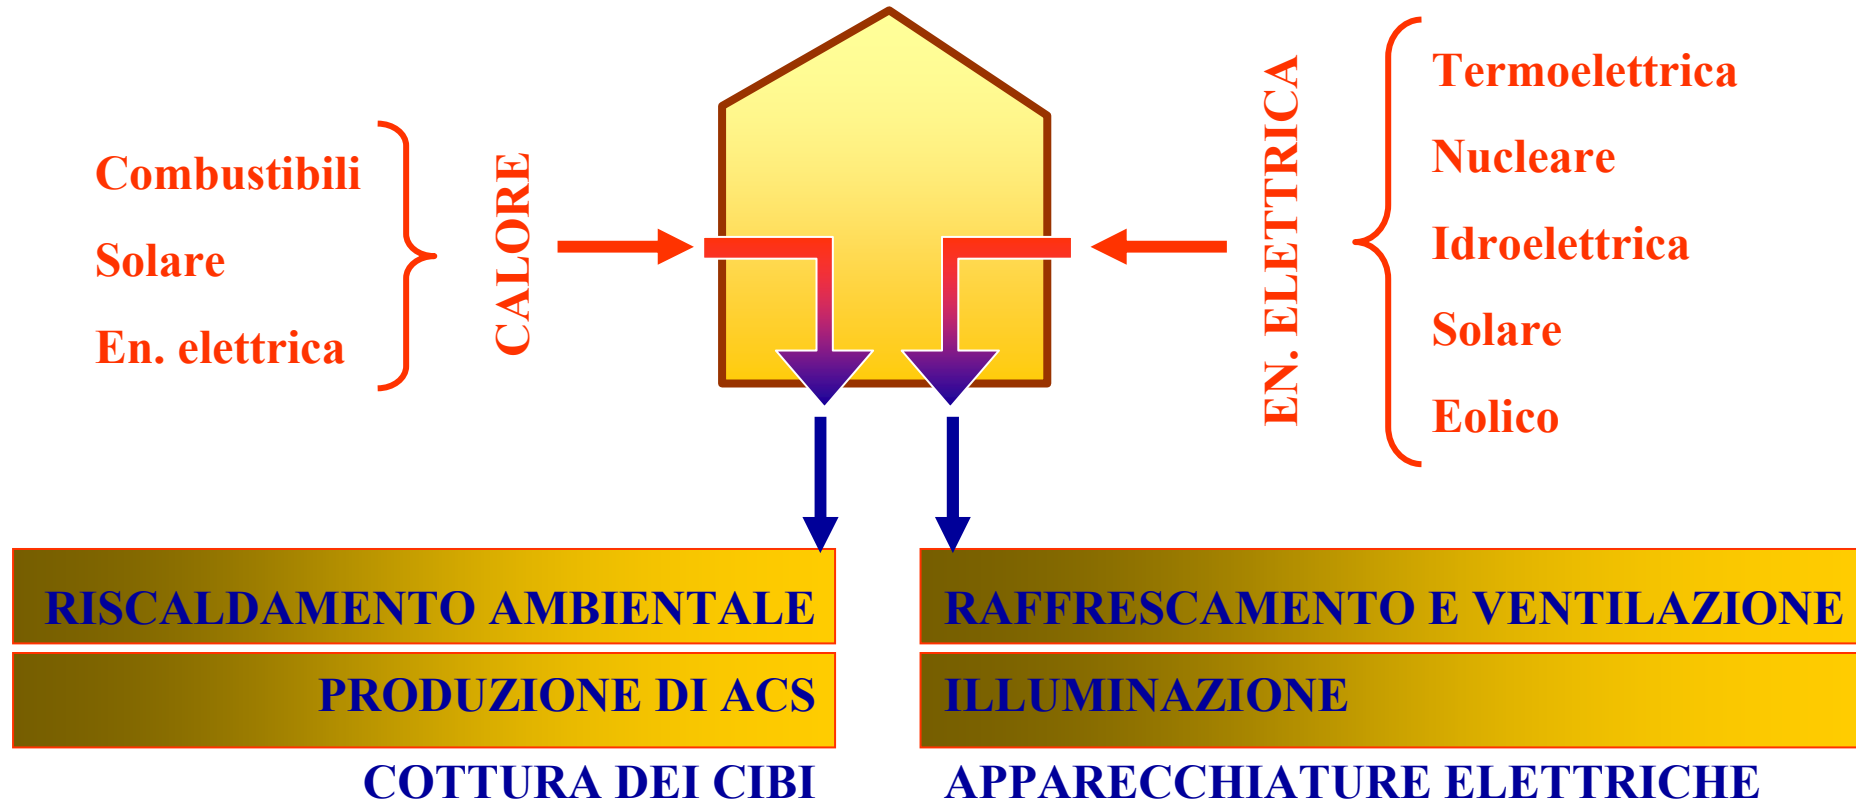 Combustibili
Solare
En. elettrica
CALORE
EN. ELETTRICA
Termoelettrica
Nucleare
Idroelettrica
Solare
Eolico
RISCALDAMENTO AMBIENTALE
PRODUZIONE DI ACS
COTTURA DEI CIBI
RAFFRESCAMENTO E VENTILAZIONE
ILLUMINAZIONE
APPARECCHIATURE ELETTRICHE